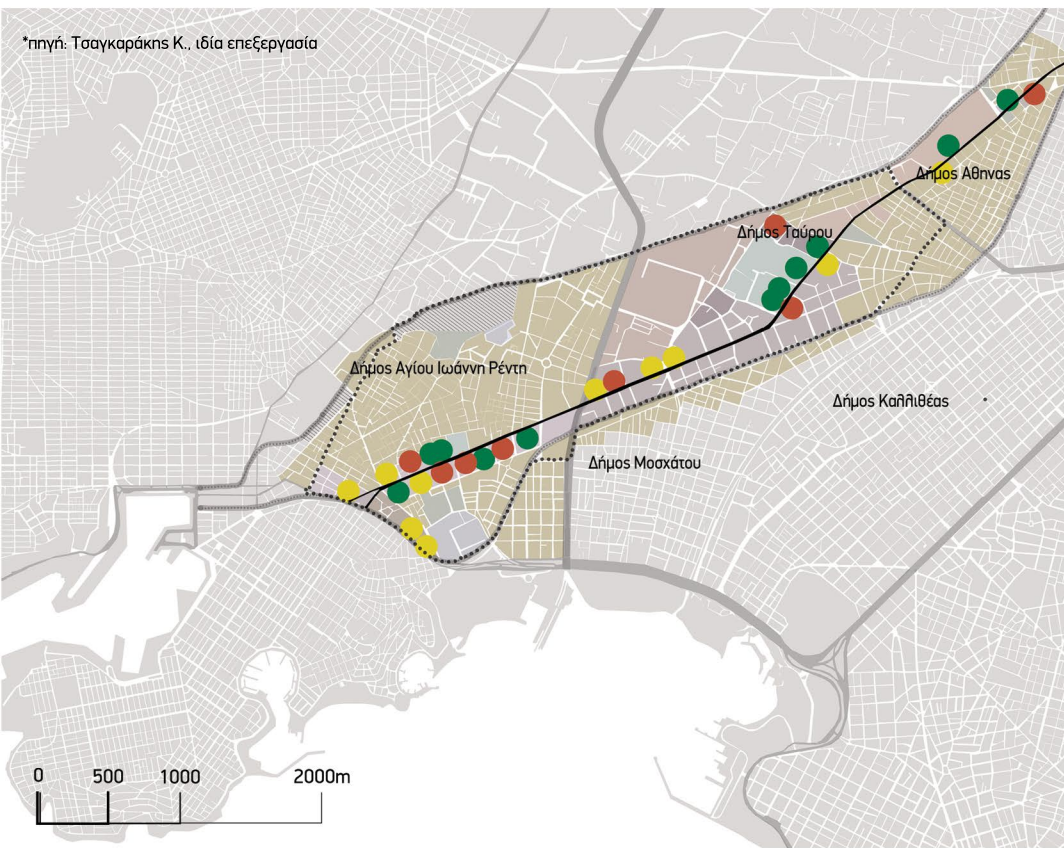 *πηγή: Τσαγκαράκης Κ., ιδία επεξεργασία
Δήμος Αθηνας
Δήμος Ταύρου
Δήμος Αγίου Ιωάννη Ρέντη
Δήμος Καλλιθέας
Δήμος Μοσχάτου
0 500 1000 2000m